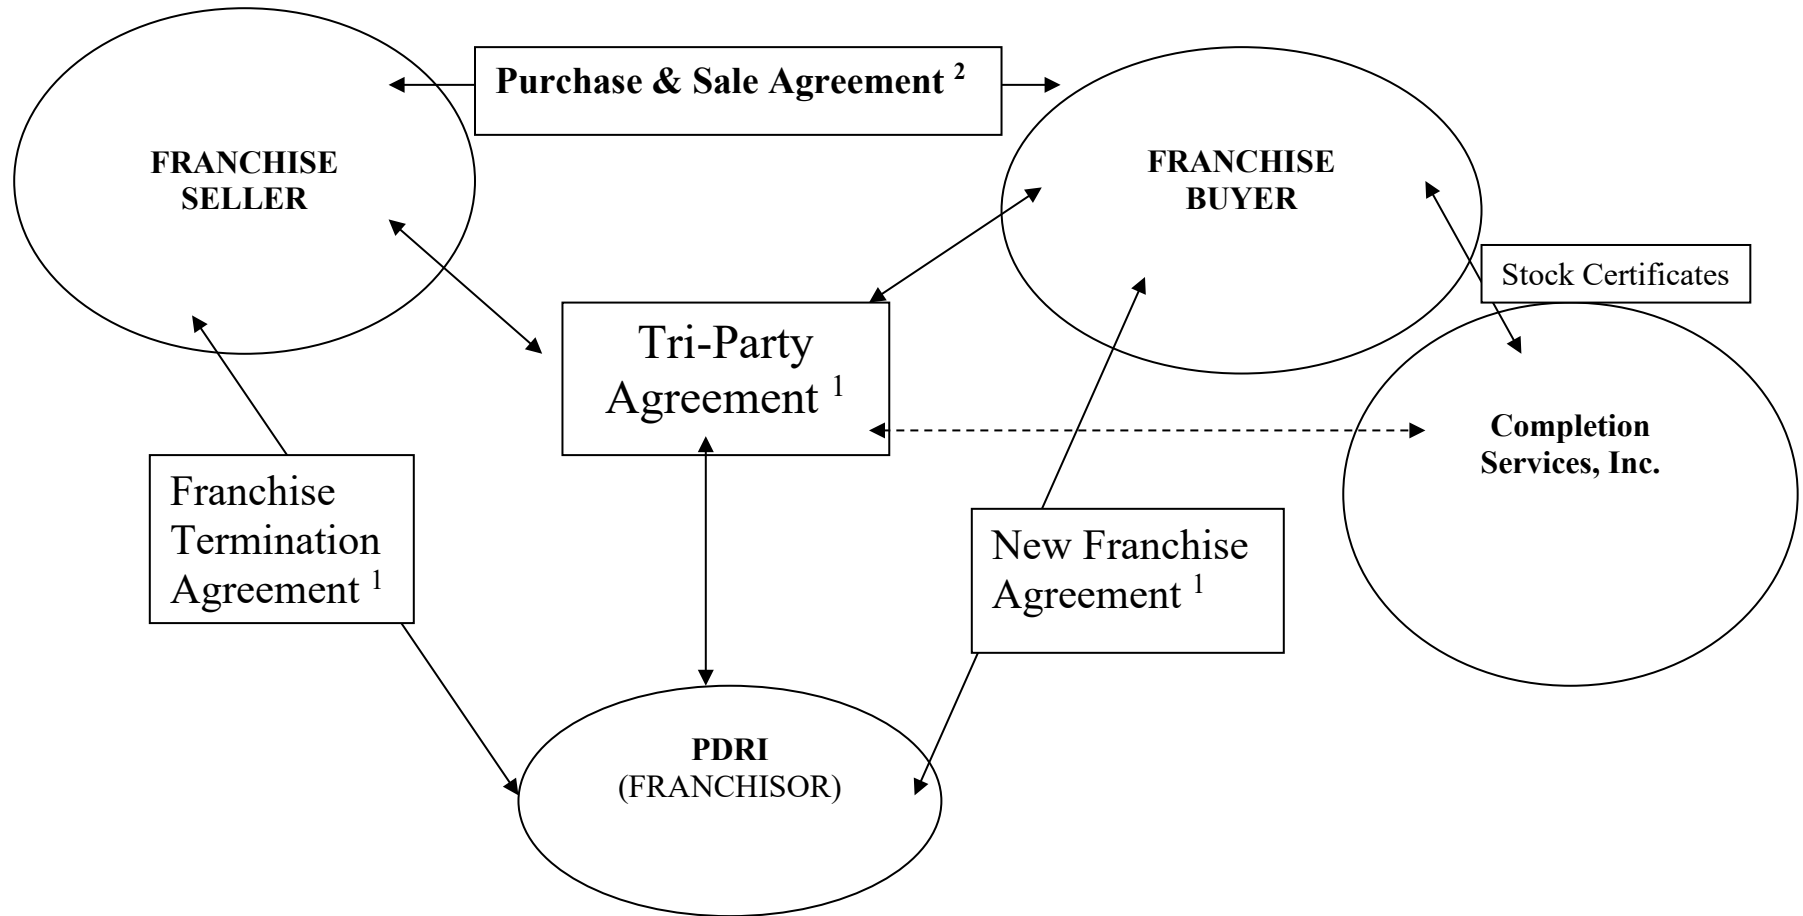 Purchase & Sale Agreement ²
FRANCHISE
SELLER
FRANCHISE
BUYER
Stock Certificates
Tri-Party
Agreement ¹
Completion
Services, Inc.
Franchise
Termination
Agreement ¹
New Franchise
Agreement ¹
PDRI
(FRANCHISOR)